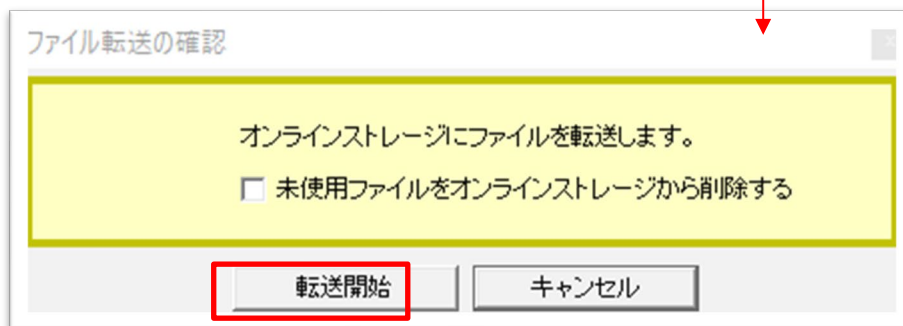 ファイル転送の確認
オンラインストレージにファイルを転送します。
未使用ファイルをオンラインストレージから削除する
転送開始
キャンセル